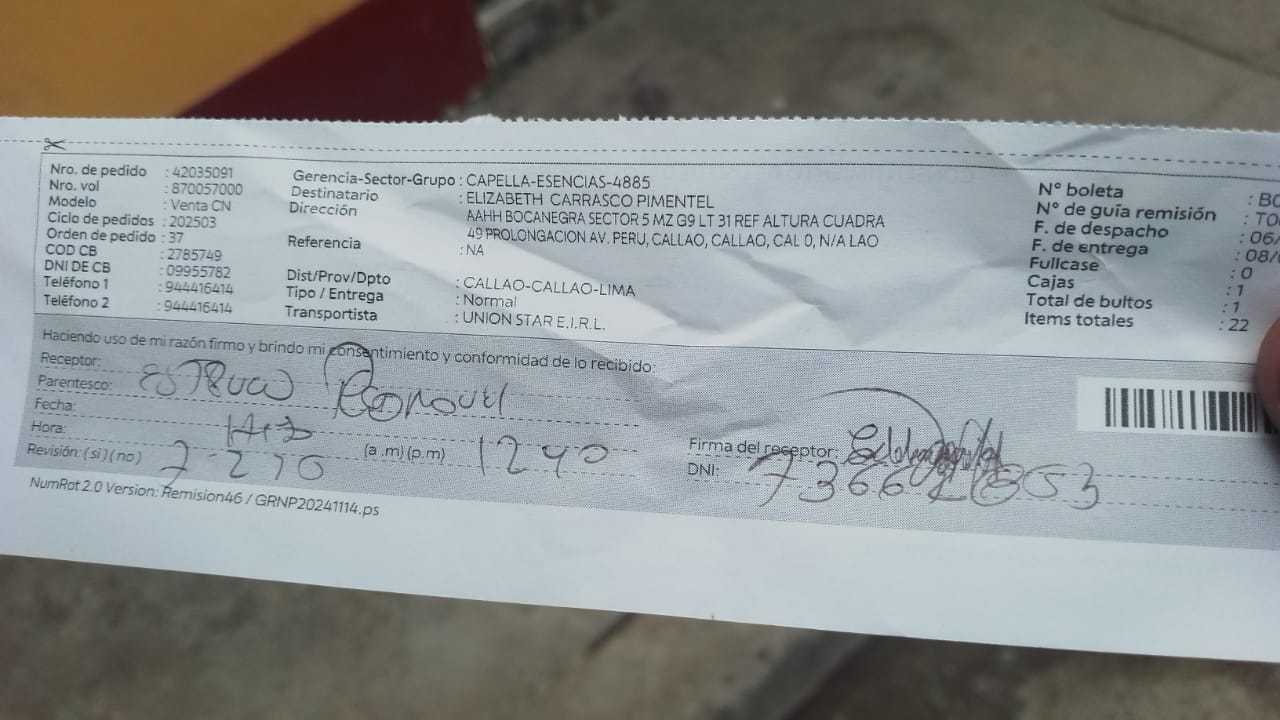 Nro. de pedido : 42035091
Nro. vol : 870057000
Modelo : Venta CN
Ciclo de pedidos : 202503
Orden de pedido : 37
COD CB : 2785749
DNI DE CB : 09955782
Teléfono 1 : 944416414
Teléfono 2 : 944416414
Gerencia-Sector-Grupo : CAPELLA-ESENCIAS-4885
Destinatario : ELIZABETH CARRASCO PIMENTEL
Dirección AAHH BOCANEGRA SECTOR 5 MZ G9 LT 31 REF ALTURA CUADRA
49 PROLONGACION AV. PERU, CALLAO, CALLAO, CAL 0, N/A LAO
Referencia : NA
Dist/Prov/Dpto : CALLAO-CALLAO-LIMA
Tipo / Entrega : Normal
Transportista : UNION STAR E.I.R.L.
N° boleta : BO
N° de guía remisión : TO
F. de despacho : 06/
F. de entrega : 08/
Fullcase : 0
Cajas : 1
Total de bultos : 1
Items totales : 22
Haciendo uso de mi razón firmo y brindo mi consentimiento y conformidad de lo recibido:
Receptor:
Parentesco:
Fecha:
Hora: (a .m) (p.m) 1240
Revisión: (si) (no)
Firma del receptor:
DNI:
NumRot 2.0 Version: Remision46 / GRNP20241114.ps